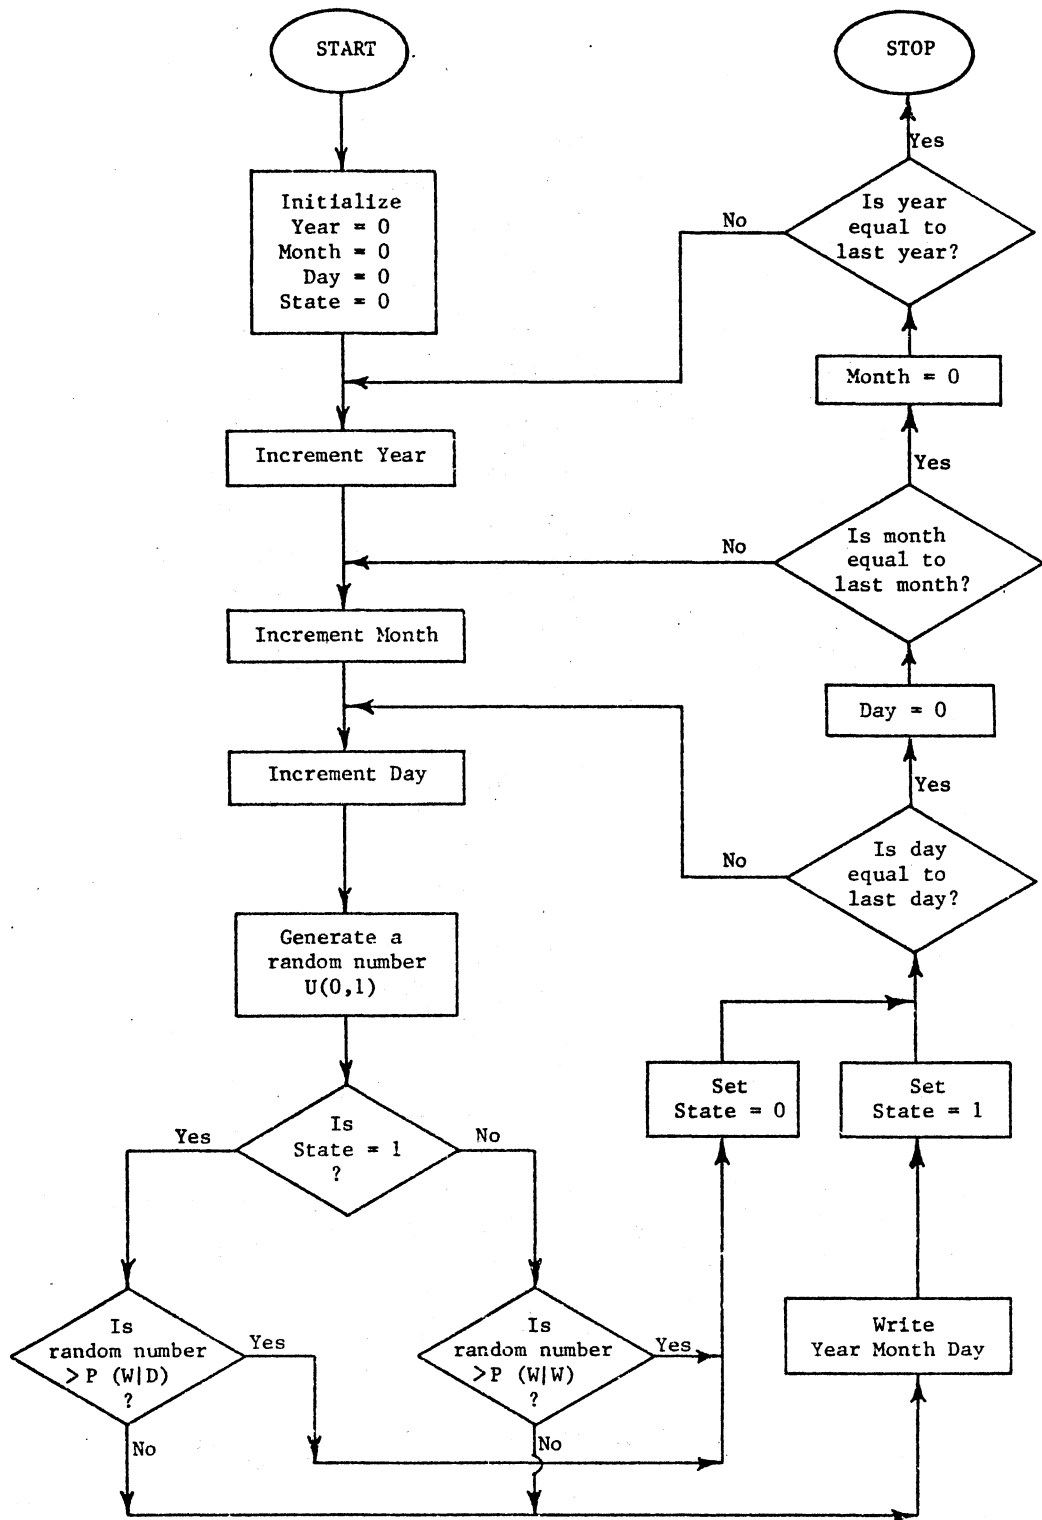 START
Initialize
Year = 0
Month = 0
Day = 0
State = 0
Increment Year
Increment Month
Increment Day
Generate a
random number
U(0,1)
Is
State = 1
?
Yes
No
Is
random number
>P (W|D)
?
Yes
No
Is
random number
>P (W|W)
?
Yes
No
Set
State = 0
Write
Year Month Day
Set
State = 1
Is day
equal to
last day?
No
Yes
Day = 0
Is month
equal to
last month?
No
Yes
Month = 0
Is year
equal to
last year?
No
Yes
STOP